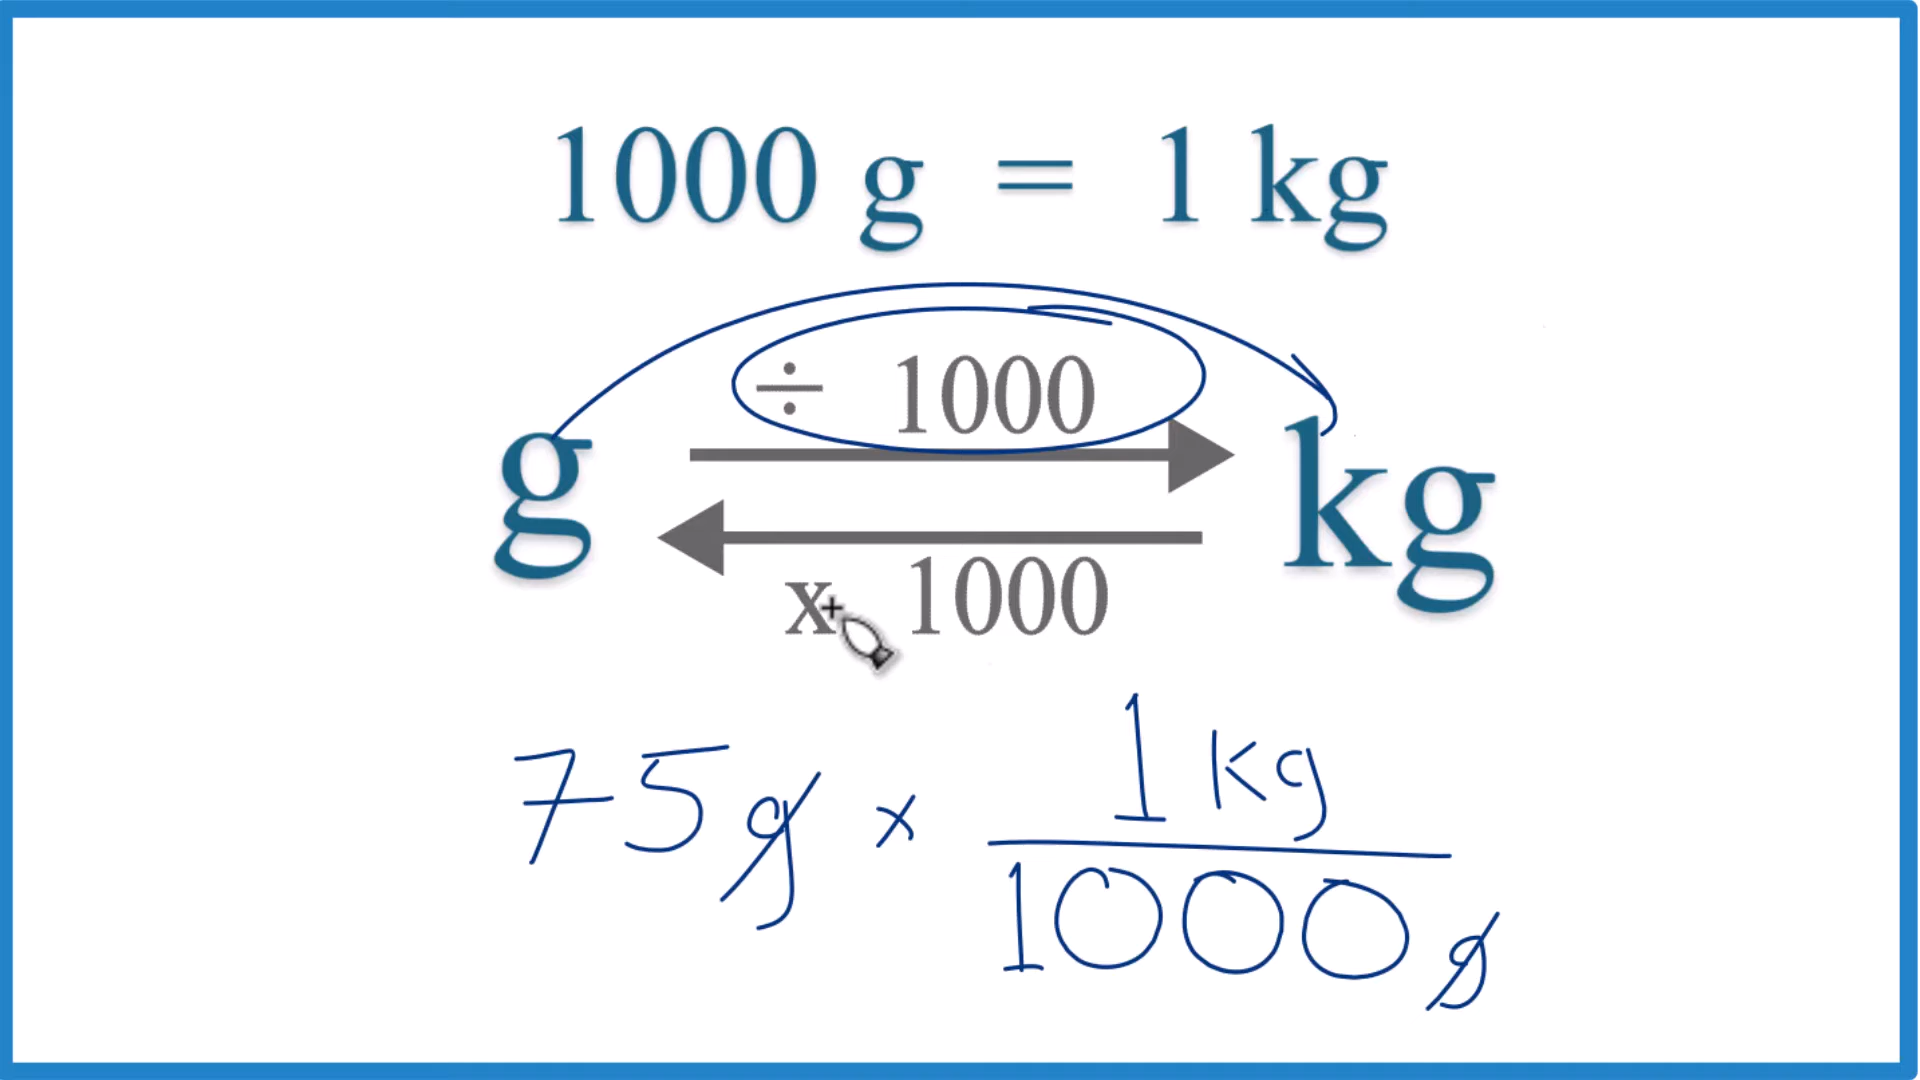 1000 g = 1 kg
÷ 1000
g kg
x 1000
75g x 1kg
1000g